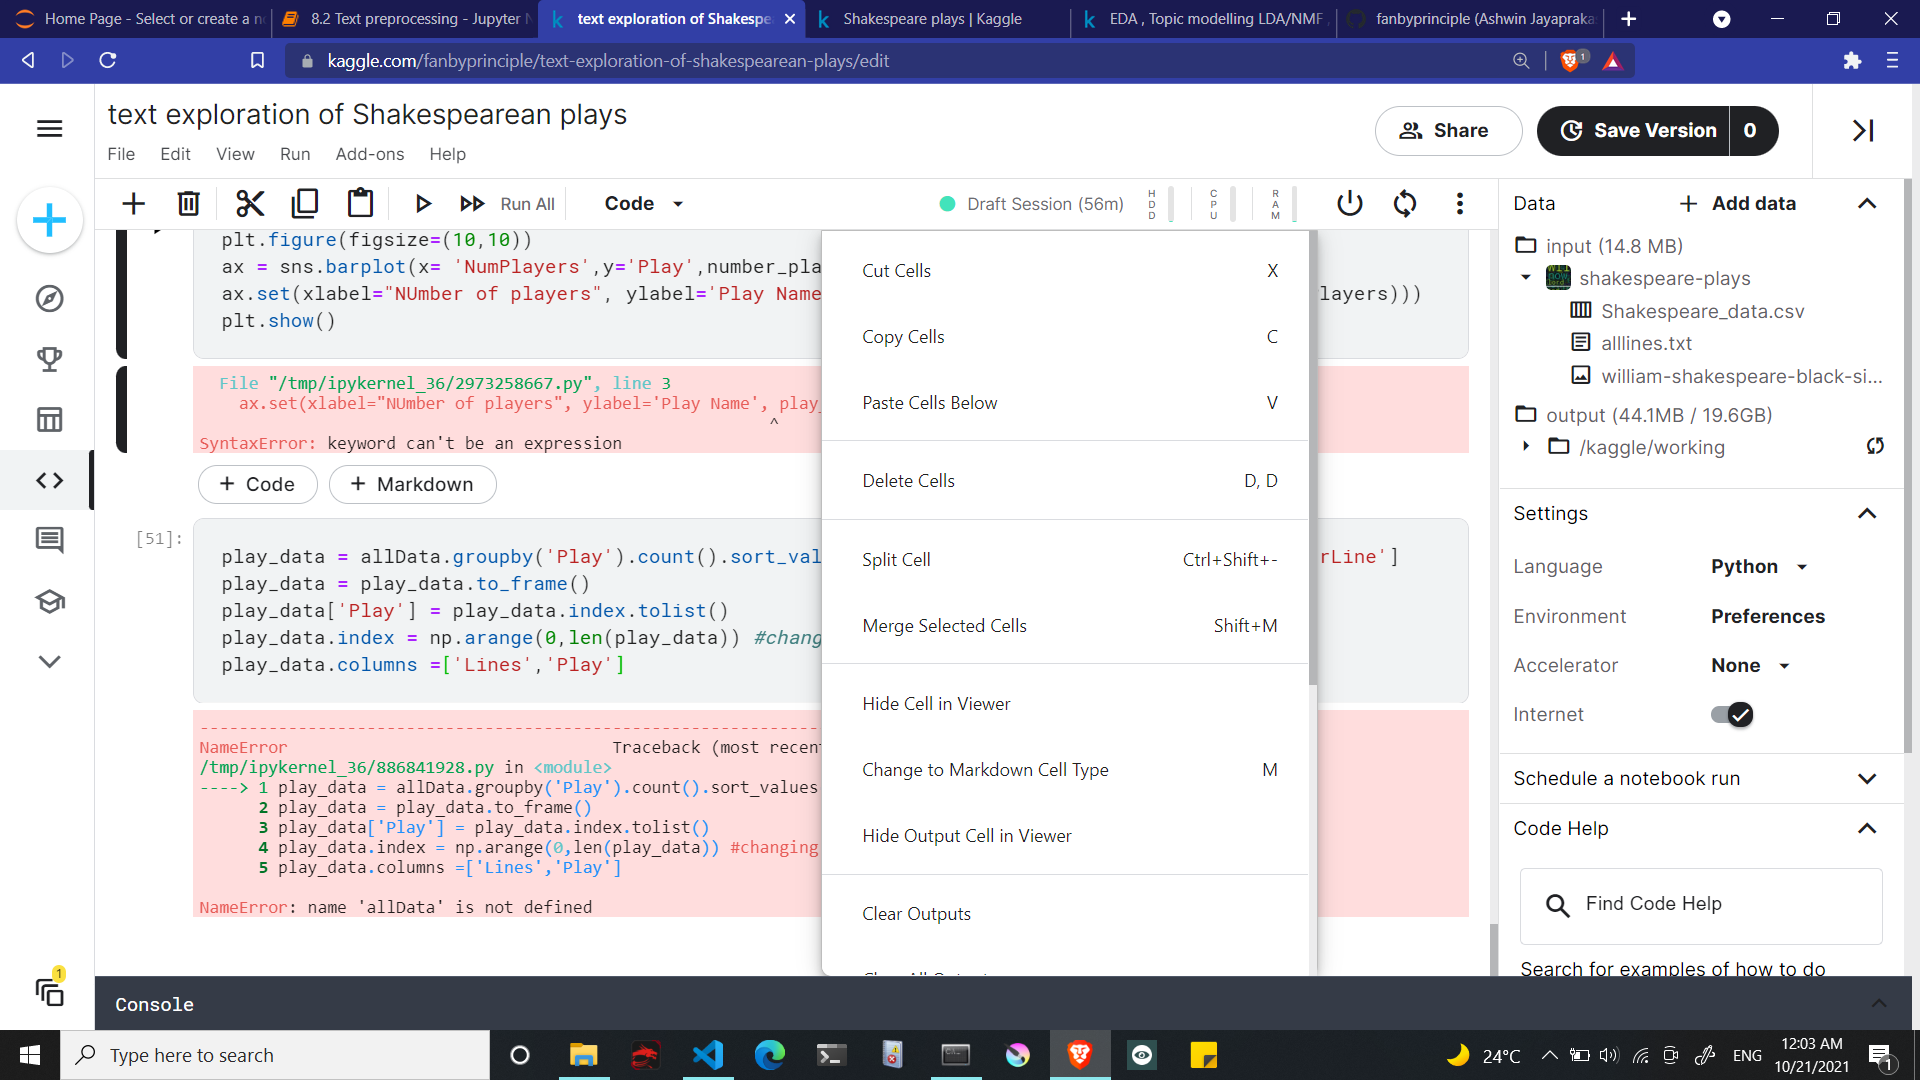 Home Page - Select or create a n
8.2 Text preprocessing - Jupyter N
text exploration of Shakespe
Shakespeare plays | Kaggle
EDA , Topic modelling LDA/NMF ,
fanbyprinciple (Ashwin Jayapraka
kaggle.com/fanbyprinciple/text-exploration-of-shakespearean-plays/edit
1
text exploration of Shakespearean plays
File Edit View Run Add-ons Help
Share
Save Version 0
Run All
Code
Draft Session (56m)
HDD
CPU
RAM
plt.figure(figsize=(10,10))
ax = sns.barplot(x= 'NumPlayers',y='Play',number_pla
ax.set(xlabel="NUmber of players", ylabel='Play Name layers)))
plt.show()
File "/tmp/ipykernel_36/2973258667.py", line 3
ax.set(xlabel="NUmber of players", ylabel='Play Name', play_
^
SyntaxError: keyword can't be an expression
+ Code
+ Markdown
[51]:
play_data = allData.groupby('Play').count().sort_val rLine']
play_data = play_data.to_frame()
play_data['Play'] = play_data.index.tolist()
play_data.index = np.arange(0,len(play_data)) #chang
play_data.columns =['Lines','Play']
---------------------------------------------------------------
NameError Traceback (most recent
/tmp/ipykernel_36/886841928.py in <module>
----> 1 play_data = allData.groupby('Play').count().sort_values
2 play_data = play_data.to_frame()
3 play_data['Play'] = play_data.index.tolist()
4 play_data.index = np.arange(0,len(play_data)) #changing
5 play_data.columns =['Lines','Play']
NameError: name 'allData' is not defined
Cut Cells X
Copy Cells C
Paste Cells Below V
Delete Cells D, D
Split Cell Ctrl+Shift+-
Merge Selected Cells Shift+M
Hide Cell in Viewer
Change to Markdown Cell Type M
Hide Output Cell in Viewer
Clear Outputs
Data
+ Add data
input (14.8 MB)
shakespeare-plays
Shakespeare_data.csv
alllines.txt
william-shakespeare-black-si...
output (44.1MB / 19.6GB)
/kaggle/working
Settings
Language Python
Environment Preferences
Accelerator None
Internet
Schedule a notebook run
Code Help
Find Code Help
Search for examples of how to do
1
Console
Type here to search
24°C
ENG
12:03 AM
10/21/2021
1